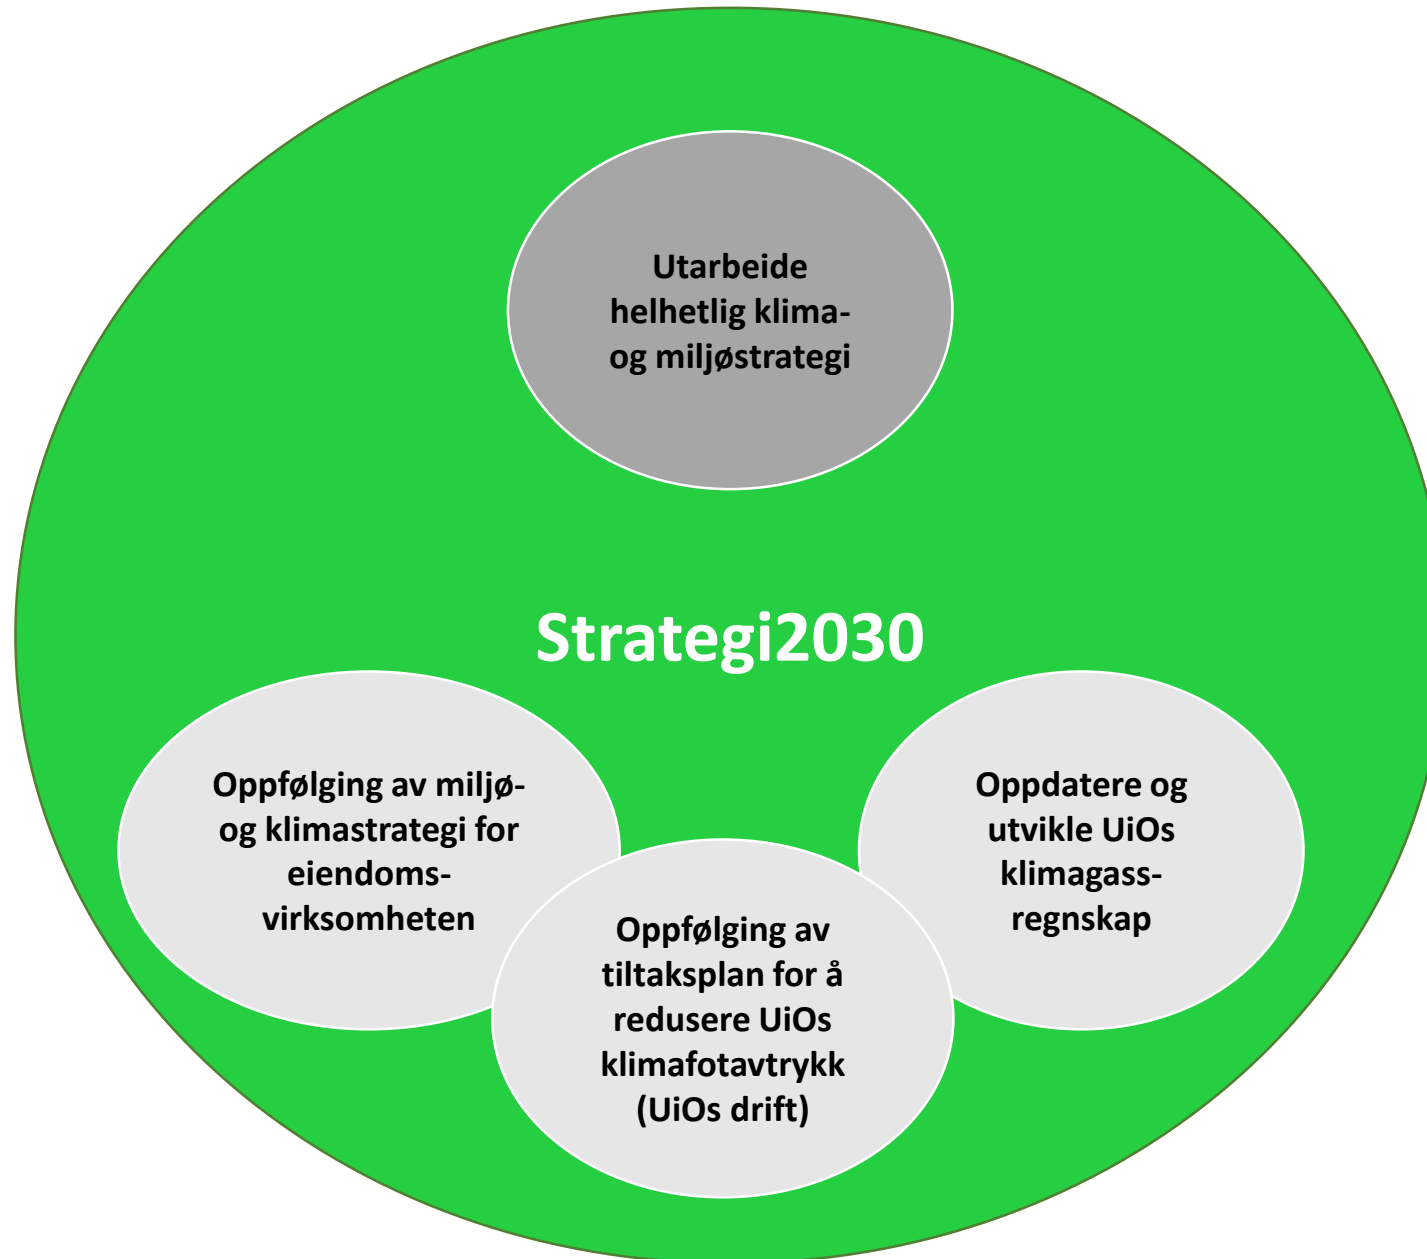 Utarbeide
helhetlig klima-
og miljøstrategi
Strategi2030
Oppfølging av miljø-
og klimastrategi for
eiendoms-
virksomheten
Oppfølging av
tiltaksplan for å
redusere UiOs
klimafotavtrykk
(UiOs drift)
Oppdatere og
utvikle UiOs
klimagass-
regnskap